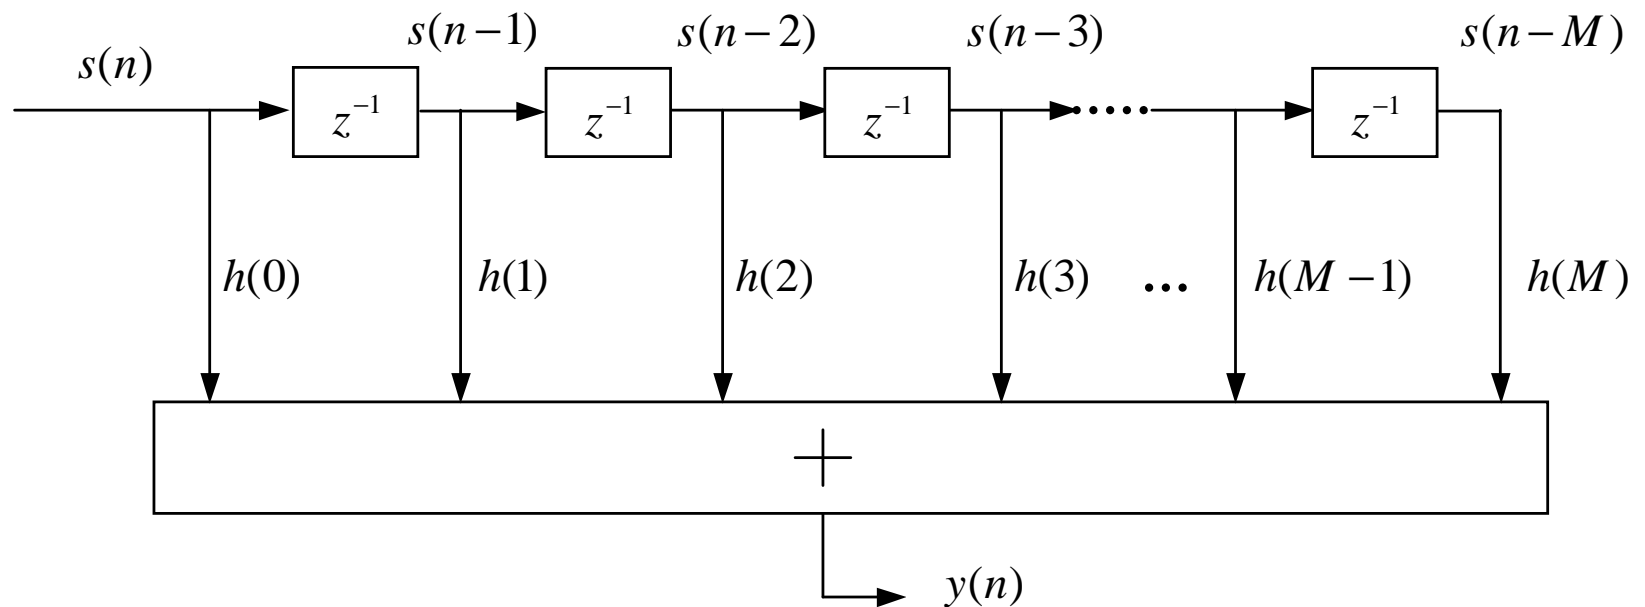 s(n) s(n−1) s(n−2) s(n−3) s(n−M)
z⁻¹ z⁻¹ z⁻¹ ..... z⁻¹
h(0) h(1) h(2) h(3) ... h(M−1) h(M)
+
y(n)